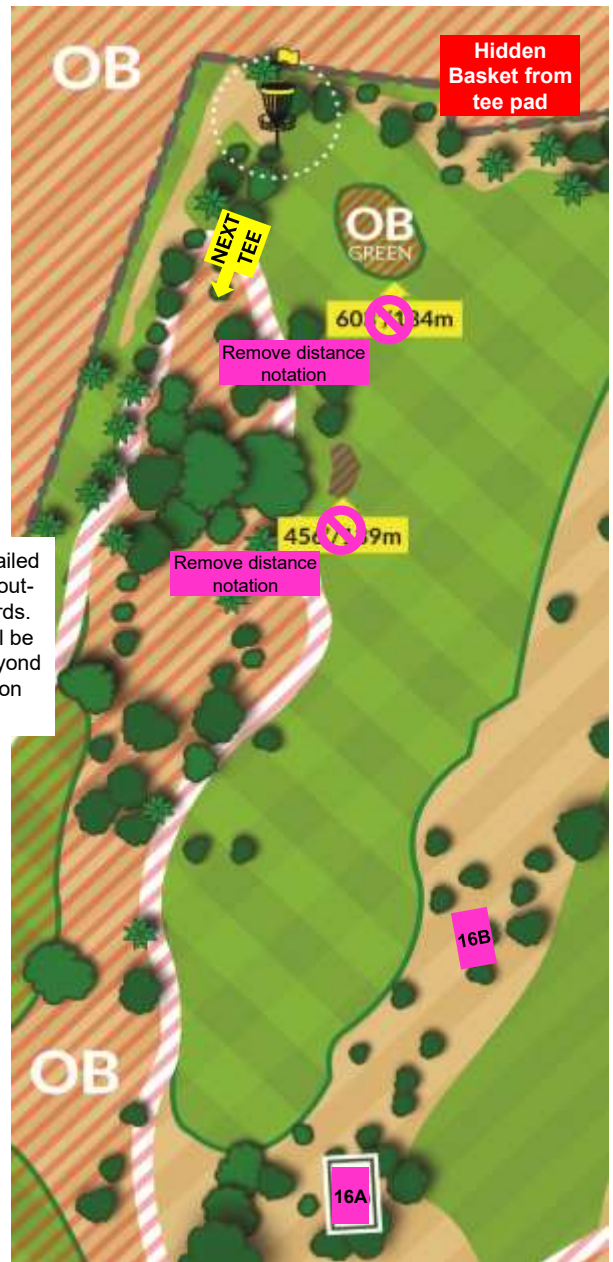 OB
Hidden
Basket from
tee pad
NEXT
TEE
OB
GREEN
Remove distance
notation
Remove distance
notation
ailed
out-
rds.
l be
yond
on
16B
OB
16A